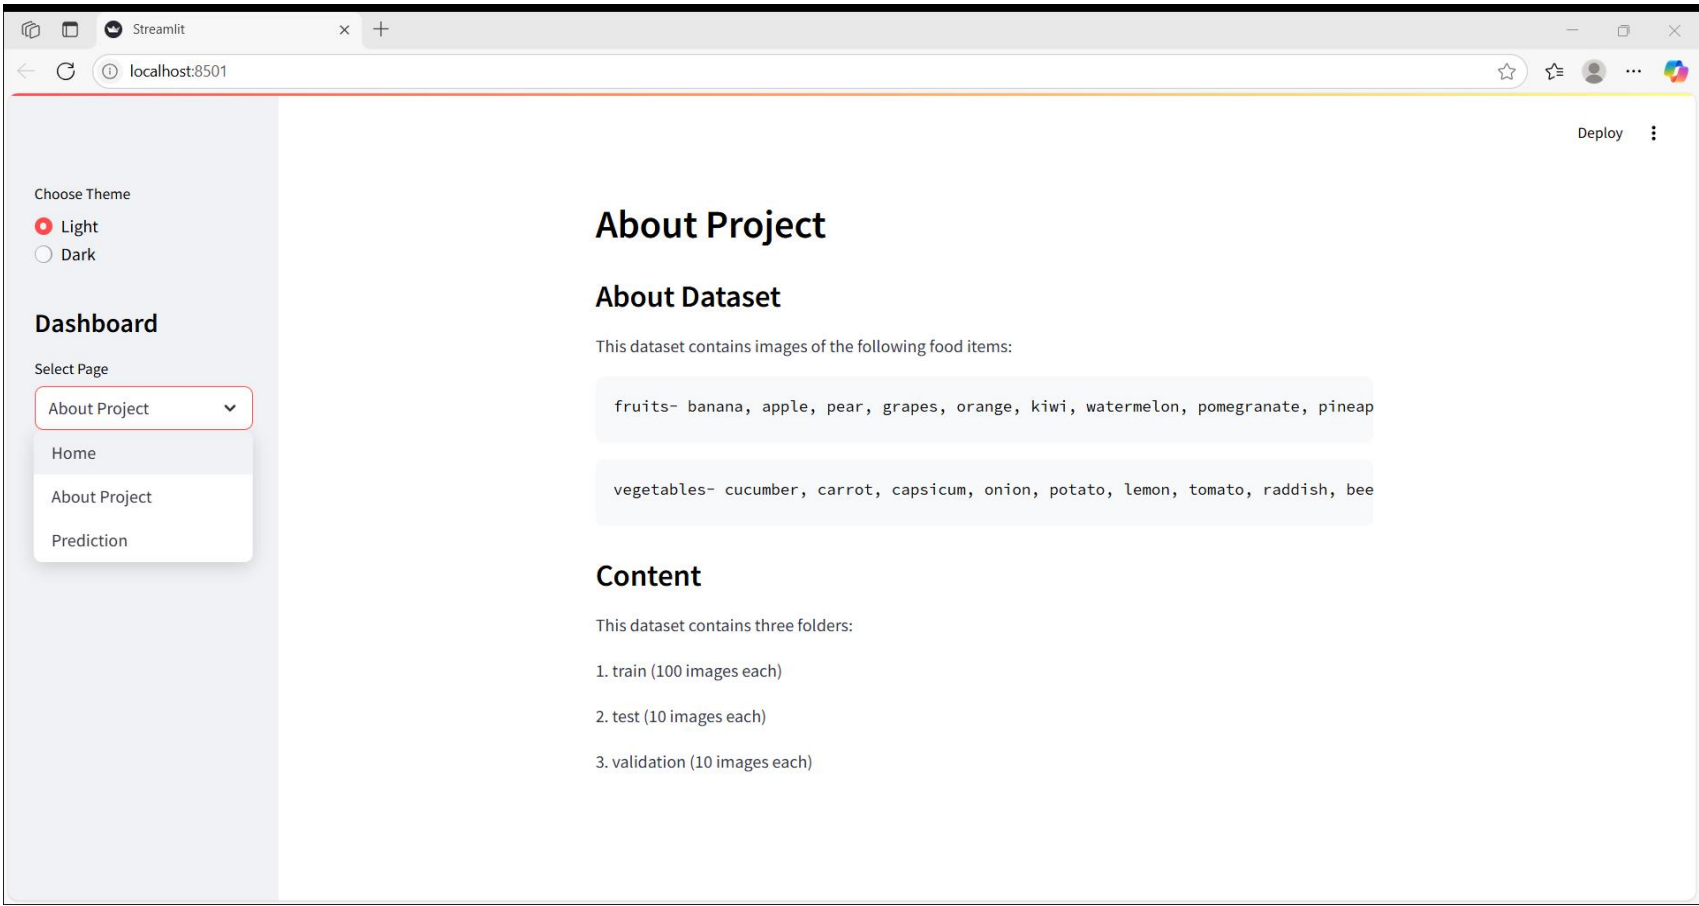 Streamlit
localhost:8501
Deploy
Choose Theme
Light
Dark
Dashboard
Select Page
About Project
Home
About Project
Prediction
About Project
About Dataset
This dataset contains images of the following food items:
fruits- banana, apple, pear, grapes, orange, kiwi, watermelon, pomegranate, pineap
vegetables- cucumber, carrot, capsicum, onion, potato, lemon, tomato, raddish, bee
Content
This dataset contains three folders:
1. train (100 images each)
2. test (10 images each)
3. validation (10 images each)